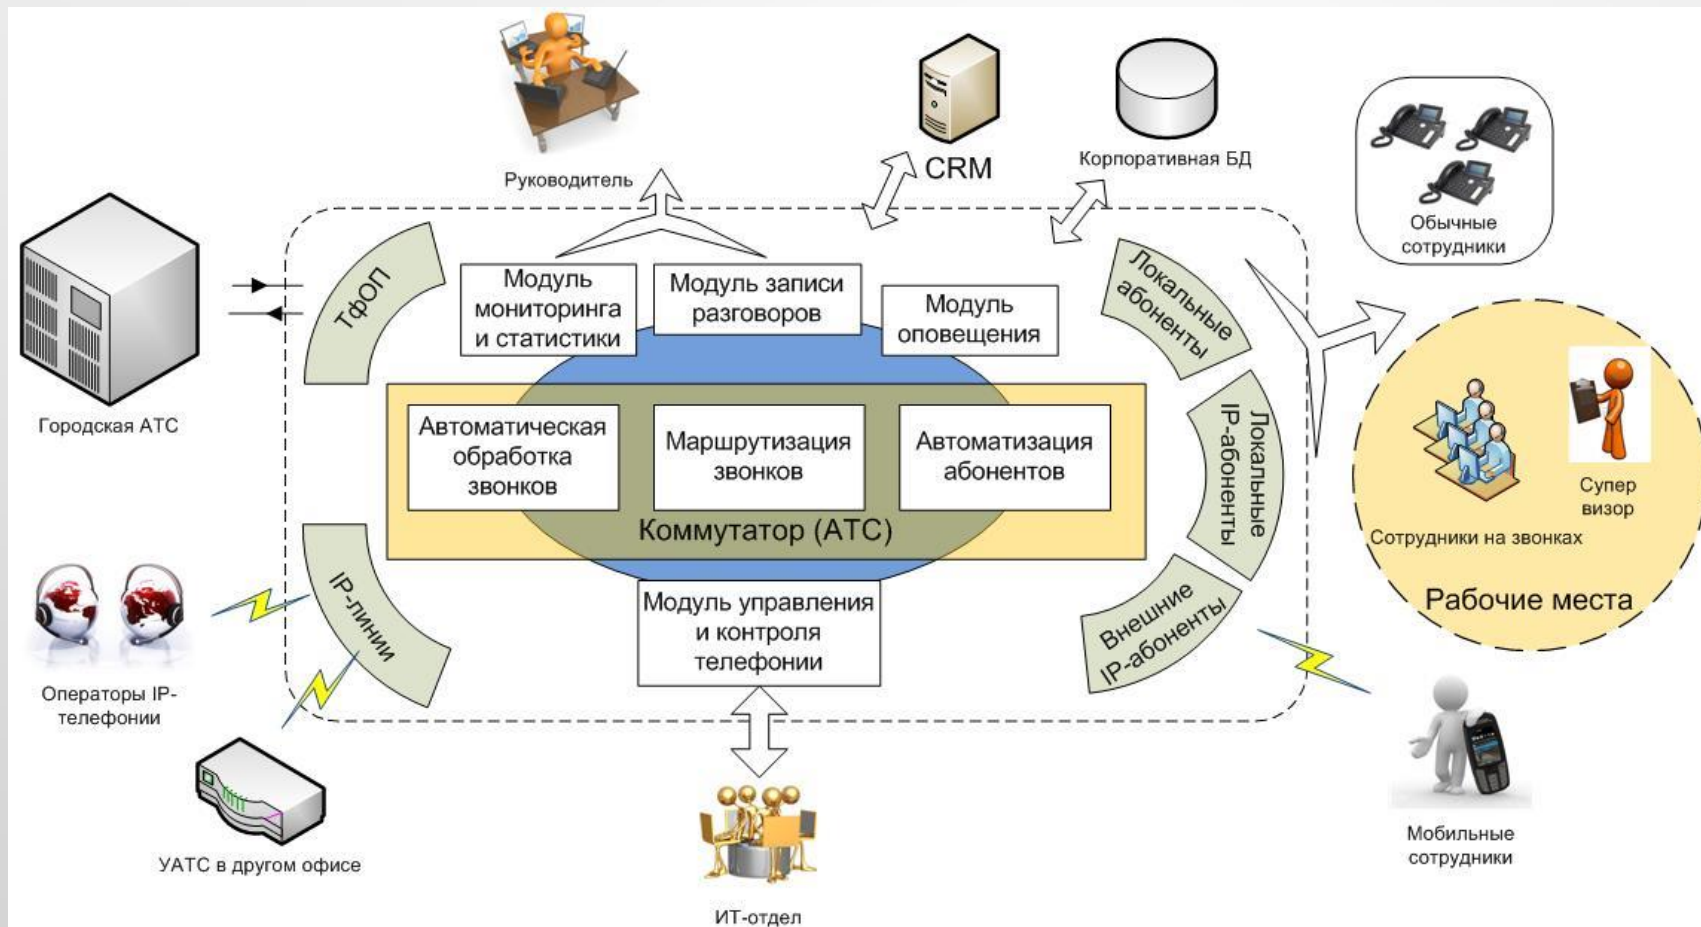 Руководитель
CRM
Корпоративная БД
Обычные
сотрудники
Городская АТС
ТфОП
Модуль
мониторинга
и статистики
Модуль записи
разговоров
Модуль
оповещения
Локальные
абоненты
Автоматическая
обработка
звонков
Маршрутизация
звонков
Автоматизация
абонентов
Коммутатор (АТС)
Локальные
IP-абоненты
Супер
визор
Сотрудники на звонках
Рабочие места
IP-линии
Модуль управления
и контроля
телефонии
Внешние
IP-абоненты
Операторы IP-
телефонии
УАТС в другом офисе
ИТ-отдел
Мобильные
сотрудники